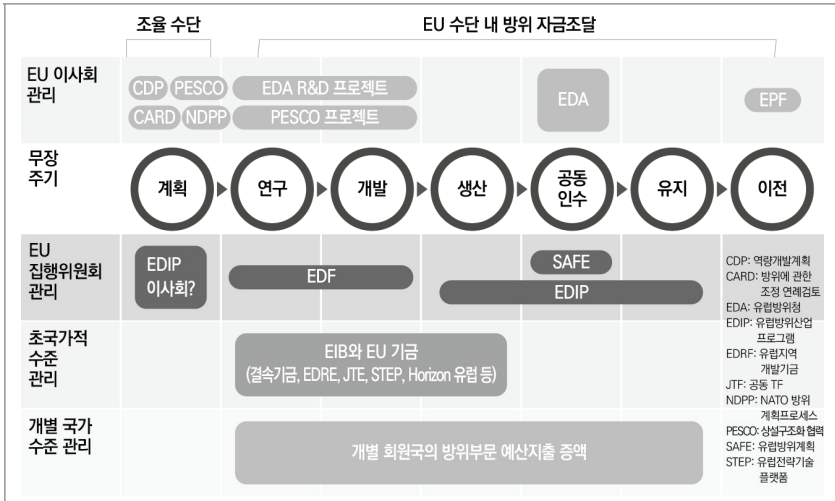 조율 수단
EU 수단 내 방위 자금조달
EU 이사회
관리
CDP PESCO
CARD NDPP
EDA R&D 프로젝트
PESCO 프로젝트
EDA
EPF
무장
주기
계획
연구
개발
생산
공동
인수
유지
이전
EU
집행위원회
관리
EDIP
이사회?
EDF
SAFE
EDIP
초국가적
수준
관리
EIB와 EU 기금
(결속기금, EDRE, JTE, STEP, Horizon 유럽 등)
개별 국가
수준 관리
개별 회원국의 방위부문 예산지출 증액
CDP: 역량개발계획
CARD: 방위에 관한
조정 연례검토
EDA: 유럽방위청
EDIP: 유럽방위산업
프로그램
EDRF: 유럽지역
개발기금
JTF: 공동 TF
NDPP: NATO 방위
계획프로세스
PESCO: 상설구조화 협력
SAFE: 유럽방위계획
STEP: 유럽전략기술
플랫폼